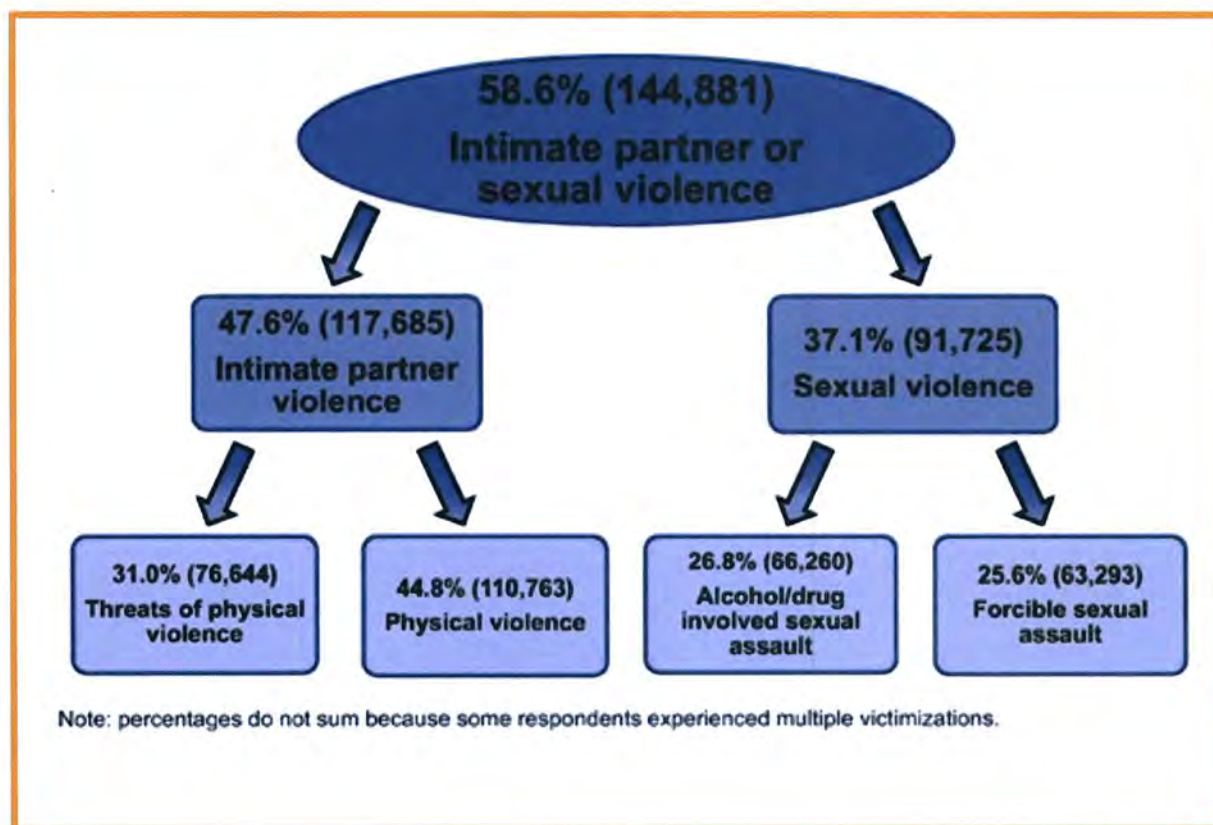 58.6% (144,881)
Intimate partner or
sexual violence
47.6% (117,685)
Intimate partner
violence
37.1% (91,725)
Sexual violence
31.0% (76,644)
Threats of physical
violence
44.8% (110,763)
Physical violence
26.8% (66,260)
Alcohol/drug
involved sexual
assault
25.6% (63,293)
Forcible sexual
assault
Note: percentages do not sum because some respondents experienced multiple victimizations.